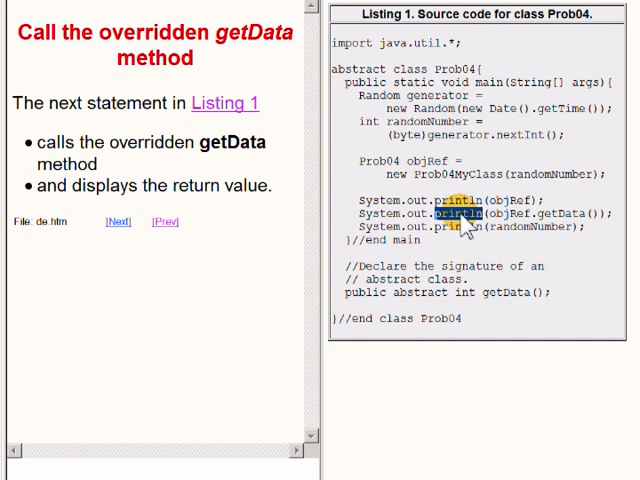 Call the overridden getData
method
The next statement in Listing 1
• calls the overridden getData
method
• and displays the return value.
File: de.htm [Next] [Prev]
Listing 1. Source code for class Prob04.
import java.util.*;
abstract class Prob04{
public static void main(String[] args){
Random generator =
new Random(new Date().getTime());
int randomNumber =
(byte)generator.nextInt();
Prob04 objRef =
new Prob04MyClass(randomNumber);
System.out.println(objRef);
System.out.println(objRef.getData());
System.out.println(randomNumber);
}//end main
//Declare the signature of an
// abstract class.
public abstract int getData();
}//end class Prob04